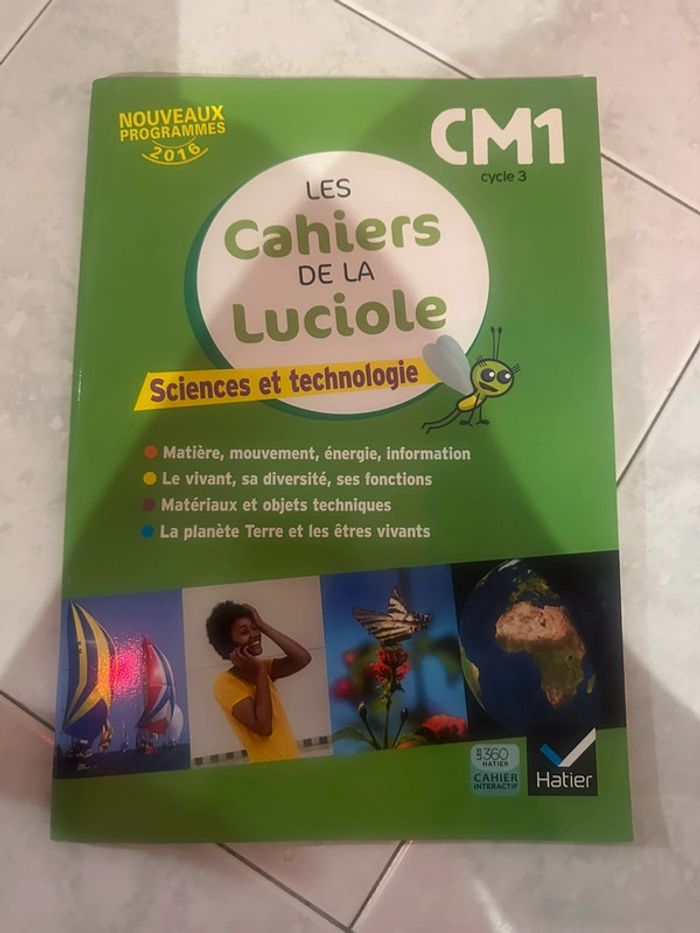 NOUVEAUX
PROGRAMMES
2016
CM1
cycle 3
LES
Cahiers
DE LA
Luciole
Sciences et technologie
Matière, mouvement, énergie, information
Le vivant, sa diversité, ses fonctions
Matériaux et objets techniques
La planète Terre et les êtres vivants
LES 360
HATIER
CAHIER
INTERACTIF
Hatier